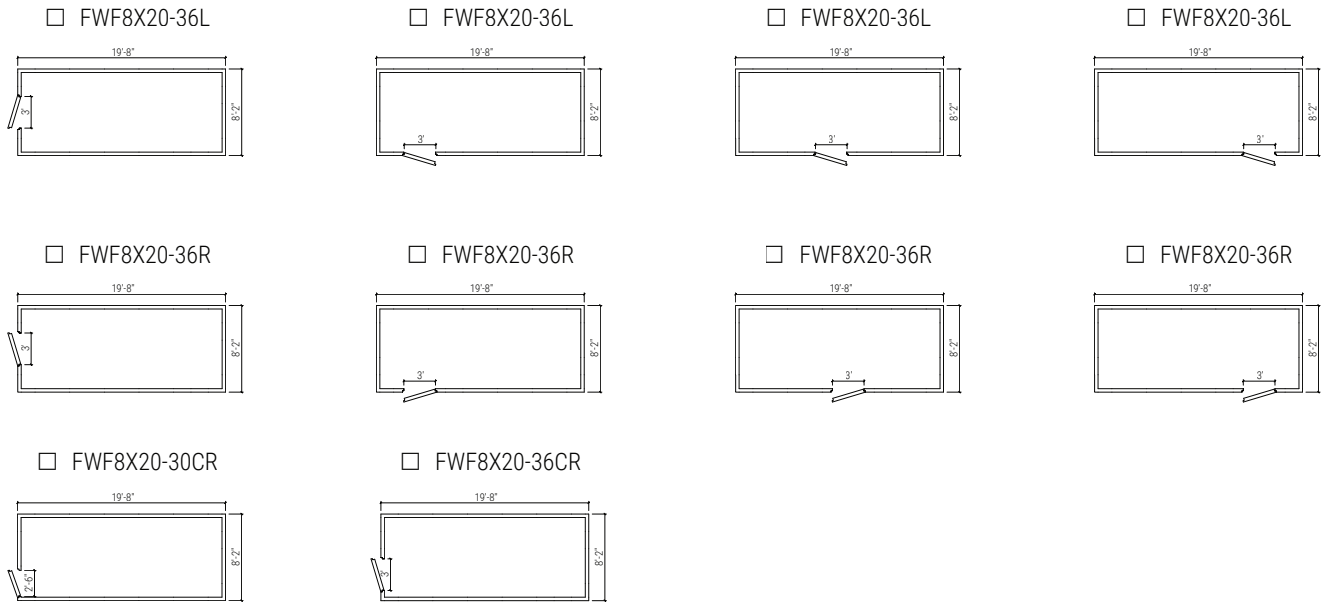 ☐ FWF8X20-36L ☐ FWF8X20-36L ☐ FWF8X20-36L ☐ FWF8X20-36L
19'-8" 19'-8" 19'-8" 19'-8"
3' 8'-2" 3' 8'-2" 3' 8'-2" 3' 8'-2"
☐ FWF8X20-36R ☐ FWF8X20-36R ☐ FWF8X20-36R ☐ FWF8X20-36R
19'-8" 19'-8" 19'-8" 19'-8"
3' 8'-2" 3' 8'-2" 3' 8'-2" 3' 8'-2"
☐ FWF8X20-30CR ☐ FWF8X20-36CR
19'-8" 19'-8"
2'-6" 8'-2" 3' 8'-2"